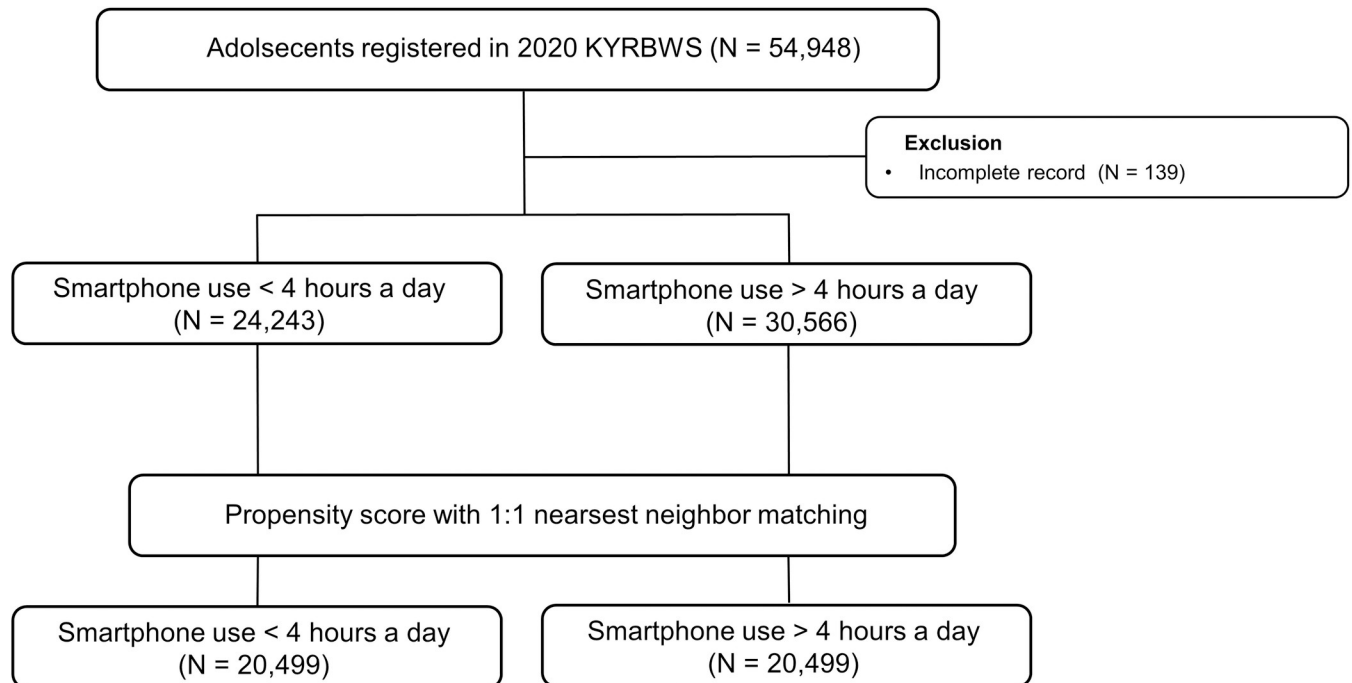 Adolsecents registered in 2020 KYRBWS (N = 54,948)
Exclusion
• Incomplete record (N = 139)
Smartphone use < 4 hours a day
(N = 24,243)
Smartphone use > 4 hours a day
(N = 30,566)
Propensity score with 1:1 nearsest neighbor matching
Smartphone use < 4 hours a day
(N = 20,499)
Smartphone use > 4 hours a day
(N = 20,499)